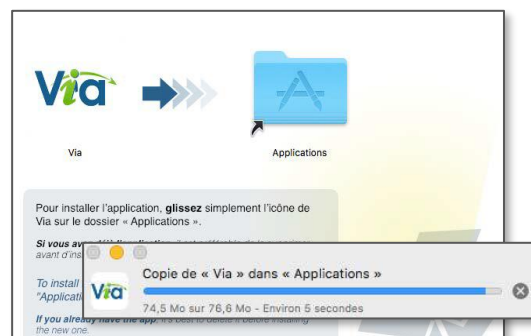 Via
Via
Applications
Pour installer l'application, glissez simplement l'icône de
Via sur le dossier « Applications ».
Si vous
avant d'ins
To install
"Applicati
If you already have the app, it's best to delete it before installing
the new one.
Copie de « Via » dans « Applications »
Via
74,5 Mo sur 76,6 Mo - Environ 5 secondes